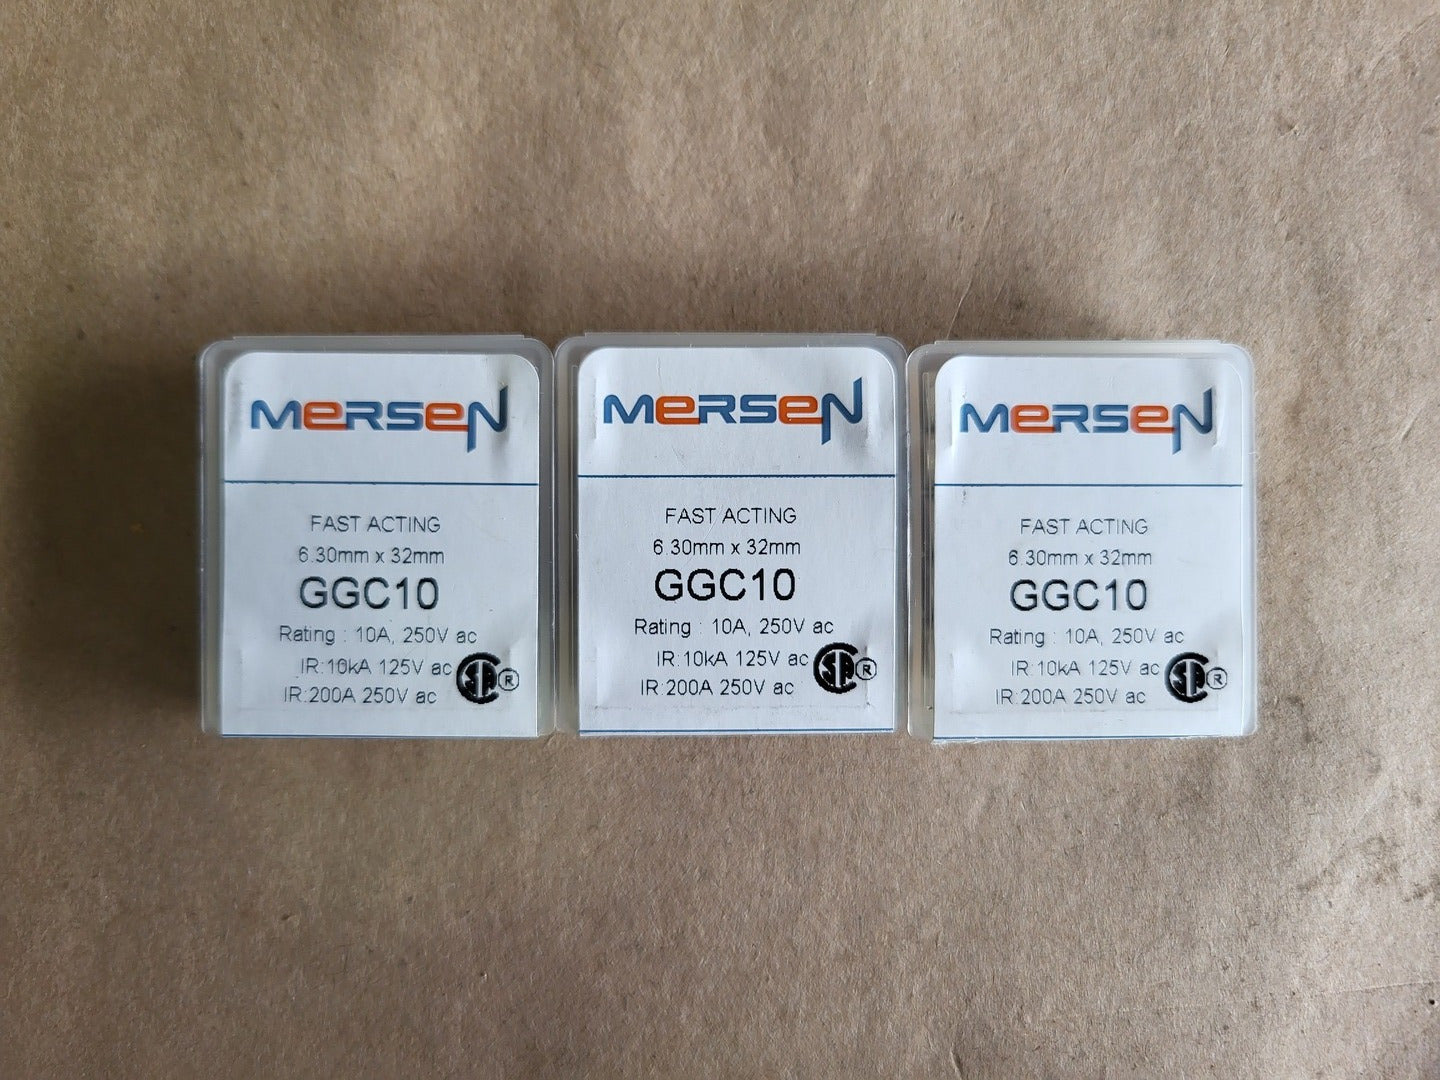 MERSEN
FAST ACTING
6.30mm x 32mm
GGC10
Rating : 10A, 250V ac
IR:10kA 125V ac
IR:200A 250V ac
SA ®
MERSEN
FAST ACTING
6.30mm x 32mm
GGC10
Rating : 10A, 250V ac
IR:10kA 125V ac
IR:200A 250V ac
SA ®
MERSEN
FAST ACTING
6.30mm x 32mm
GGC10
Rating : 10A, 250V ac
IR:10kA 125V ac
IR:200A 250V ac
SA ®